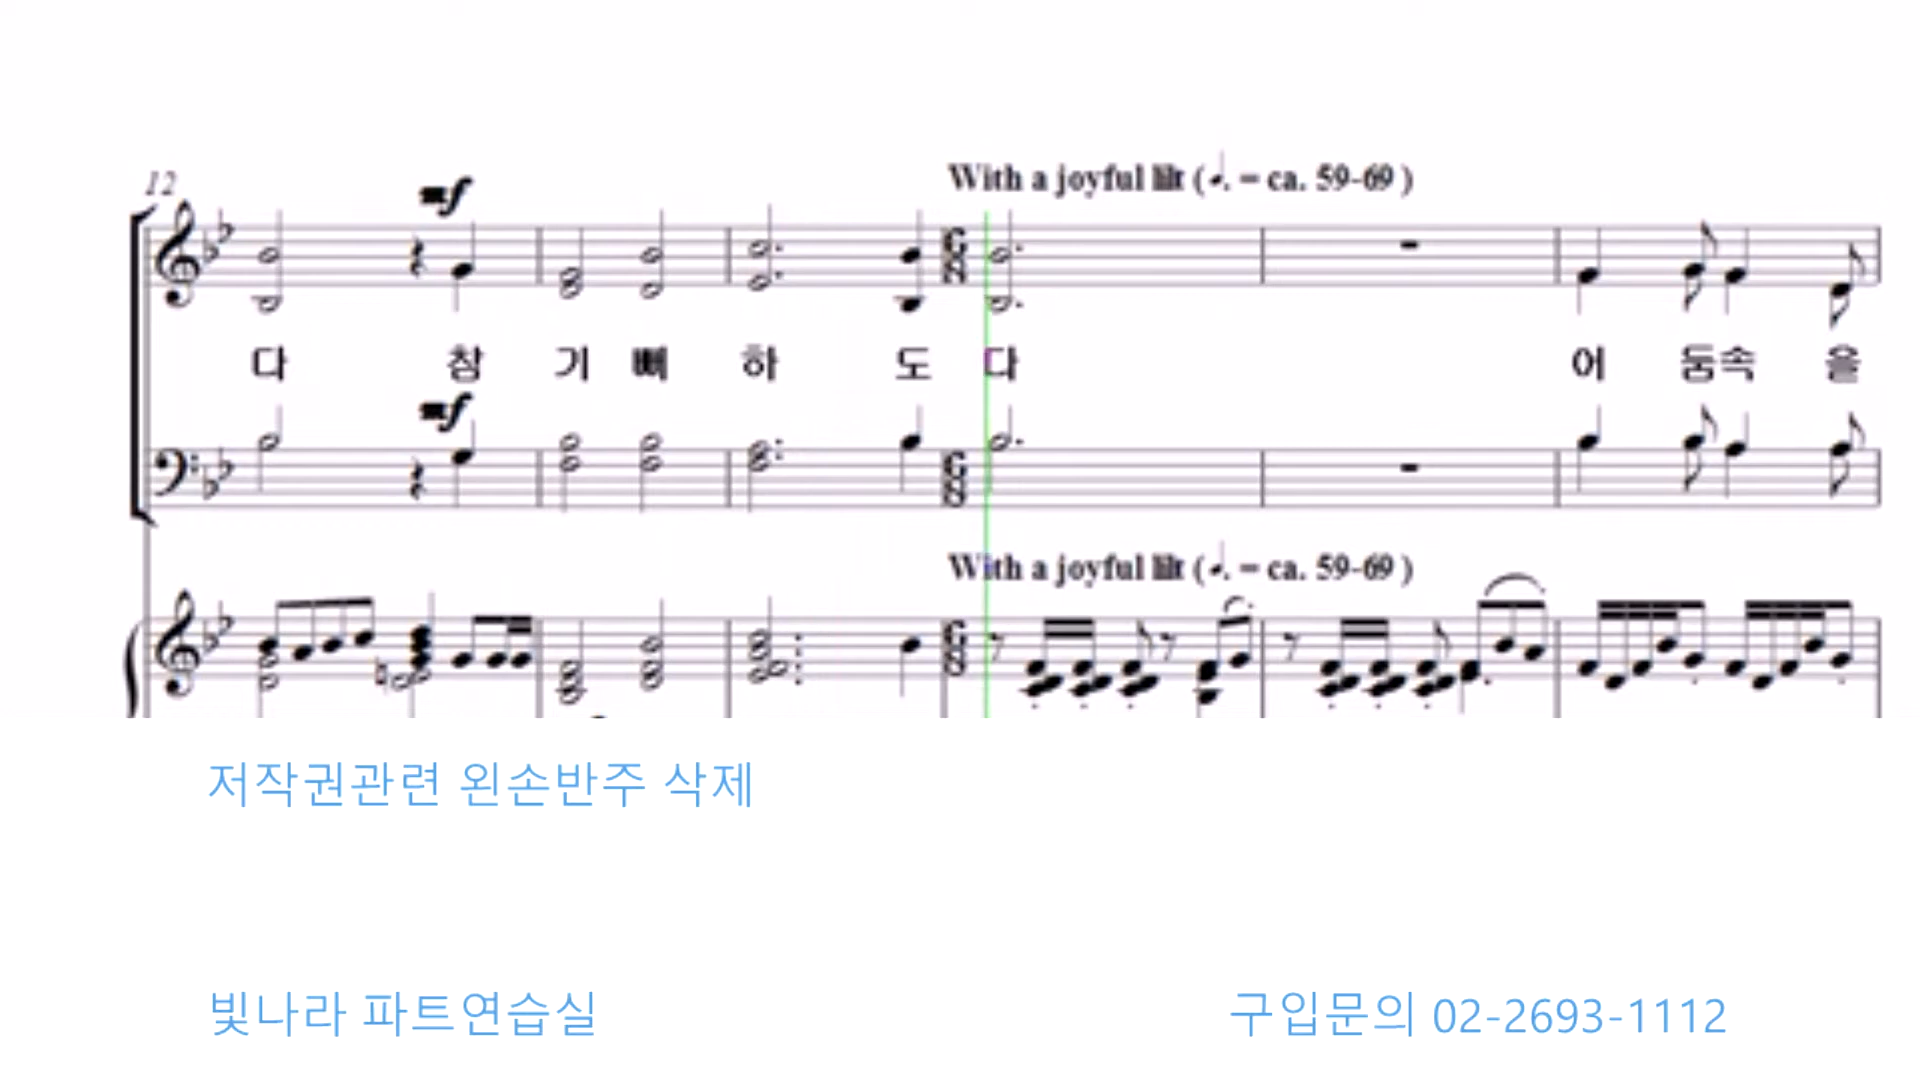 12
mf
With a joyful lilt (♩. = ca. 59-69 )
다 참 기 뻐 하 도 다 어 둠속 을
mf
With a joyful lilt (♩. = ca. 59-69 )
저작권관련 왼손반주 삭제
빛나라 파트연습실
구입문의 02-2693-1112